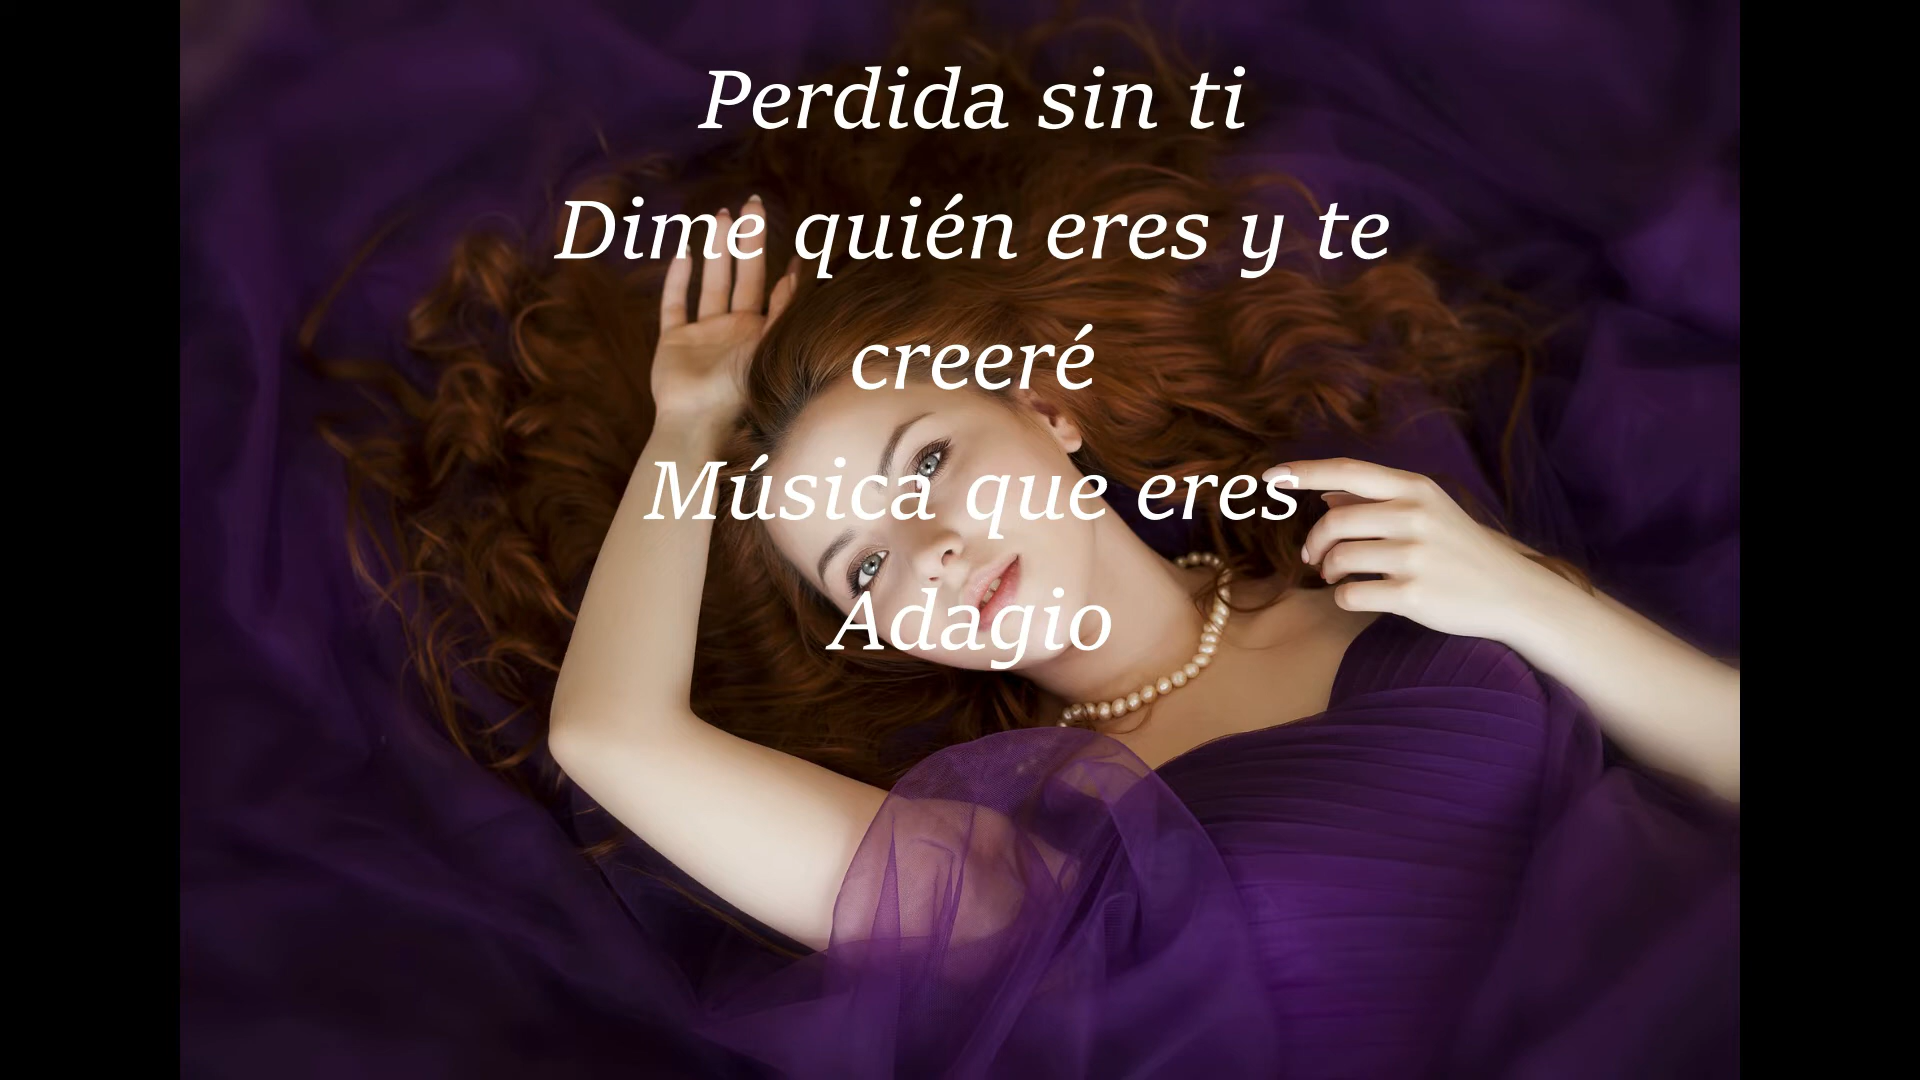 Perdida sin ti
Dime quién eres y te
creeré
Música que eres
Adagio